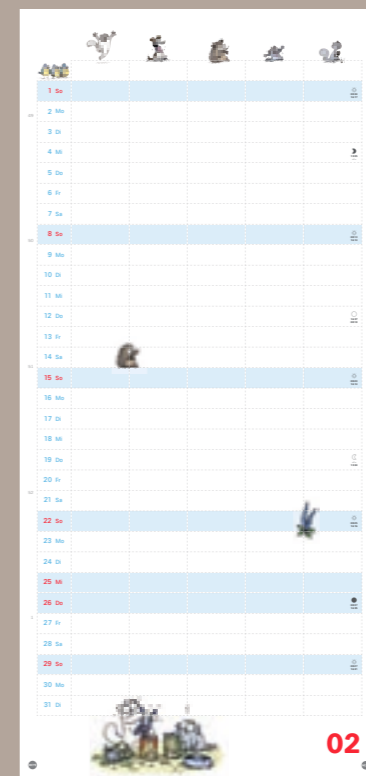 1 So
2 Mo
3 Di
4 Mi
5 Do
6 Fr
7 Sa
8 So
9 Mo
10 Di
11 Mi
12 Do
13 Fr
14 Sa
15 So
16 Mo
17 Di
18 Mi
19 Do
20 Fr
21 Sa
22 So
23 Mo
24 Di
25 Mi
26 Do
27 Fr
28 Sa
29 So
30 Mo
31 Di
02